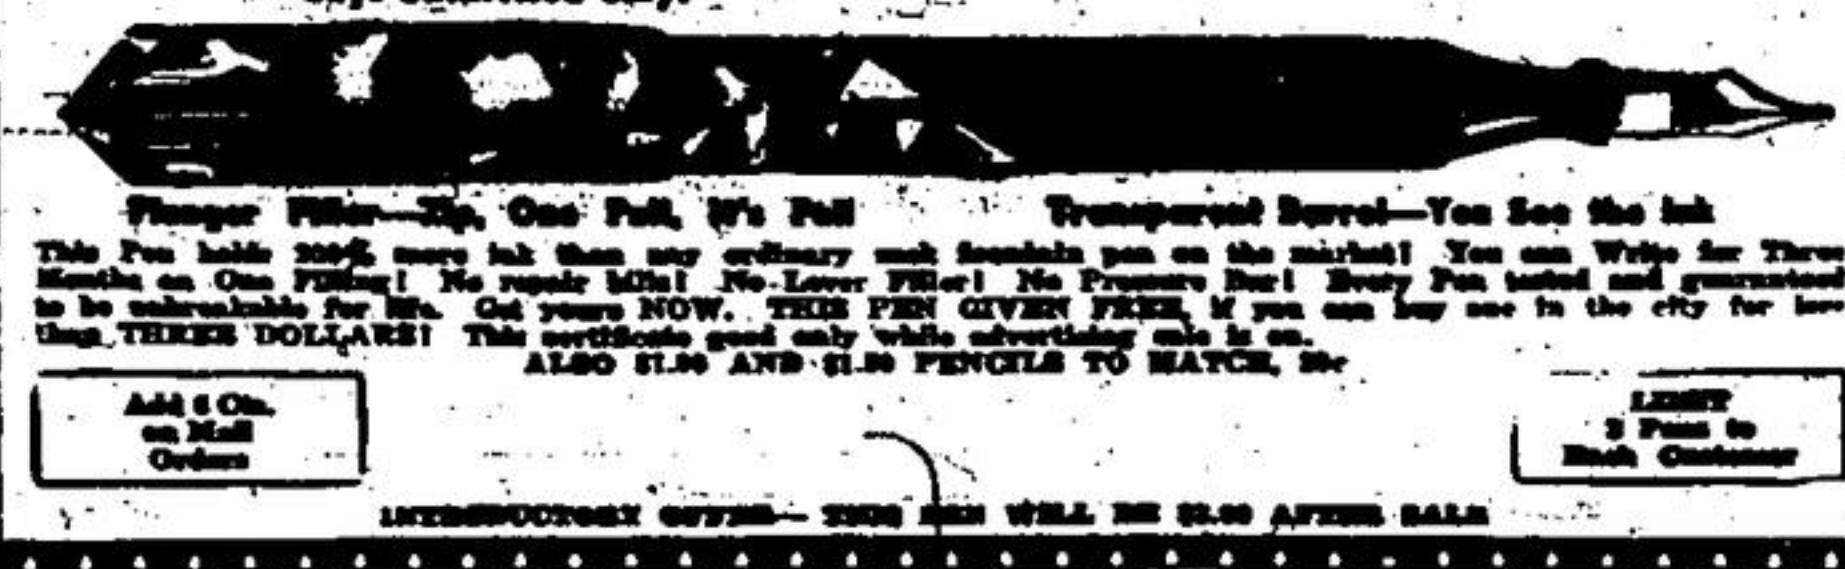 Plunger Filler—Zip, One Pull, It's Full
Transparent Barrel—You See the Ink
This Pen holds 200% more ink than any ordinary sack fountain pen on the market! You can Write for Three
Months on One Filling! No repair bills! No Lever Filler! No Pressure Bar! Every Pen tested and guaranteed
to be unbreakable for life. Get yours NOW. THIS PEN GIVEN FREE, if you can buy one in the city for less
than THREE DOLLARS! This certificate good only while advertising sale is on.
ALSO AND PENCILS TO MATCH,
Add 6 Cts.
on Mail
Orders
LIMIT
Pens to
Each Customer
INTRODUCTORY OFFER— THIS PEN WILL BE AFTER SALE